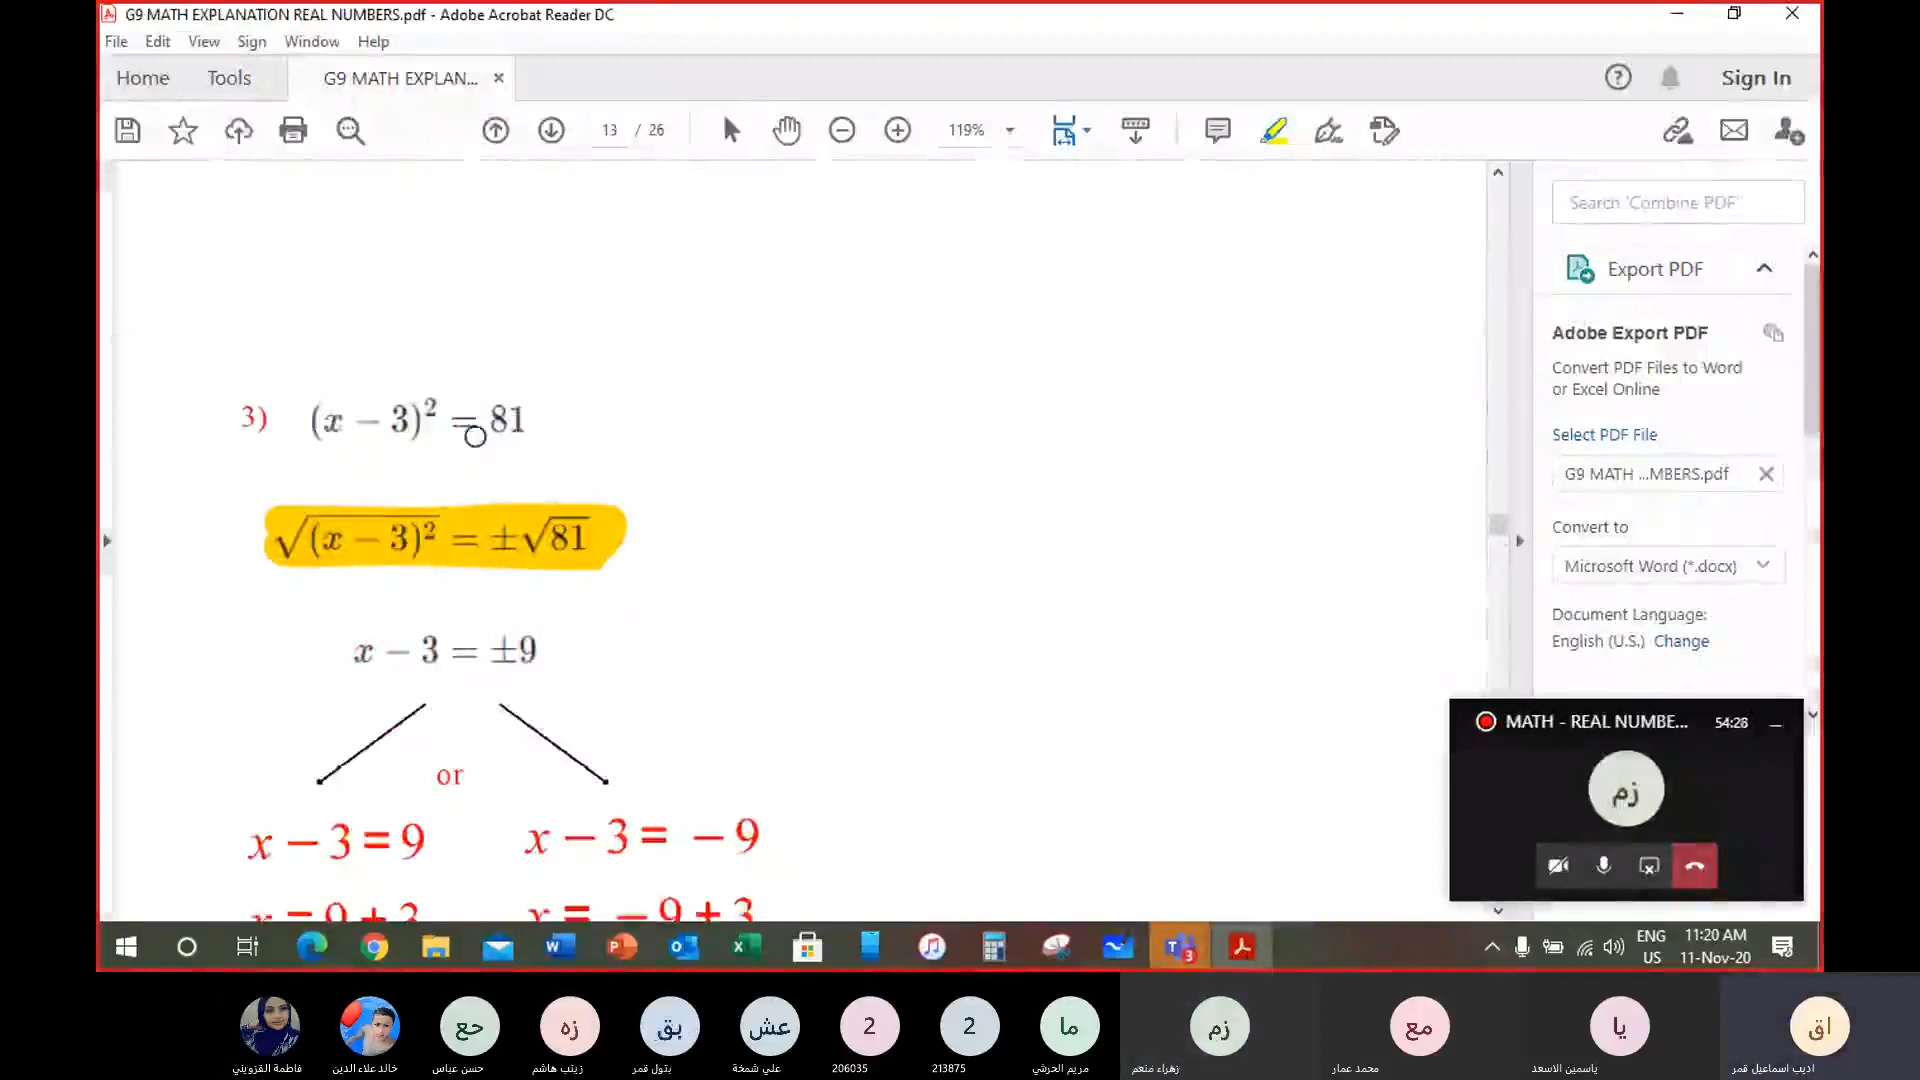 G9 MATH EXPLANATION REAL NUMBERS.pdf - Adobe Acrobat Reader DC
File Edit View Sign Window Help
Home Tools G9 MATH EXPLAN... Sign In
13 / 26 119%
Search 'Combine PDF'
Export PDF
Adobe Export PDF
Convert PDF Files to Word
or Excel Online
Select PDF File
G9 MATH ...MBERS.pdf
Convert to
Microsoft Word (*.docx)
Document Language:
English (U.S.) Change
3) (x − 3)² = 81
√(x − 3)² = ±√81
x − 3 = ±9
or
x − 3 = 9 x − 3 = − 9
x = 9 + 3 x = − 9 + 3
MATH - REAL NUMBE... 54:28
زم
ENG 11:20 AM
US 11-Nov-20
حع زه بق عش 2 2 ما زم مع يا اق
فاطمة القزويني خالد علاء الدين حسن عباس زينب هاشم بتول قمر علي شمخة 206035 213875 مريم الحرشي زهراء منعم محمد عمار ياسمين الاسعد اديب اسماعيل قمر